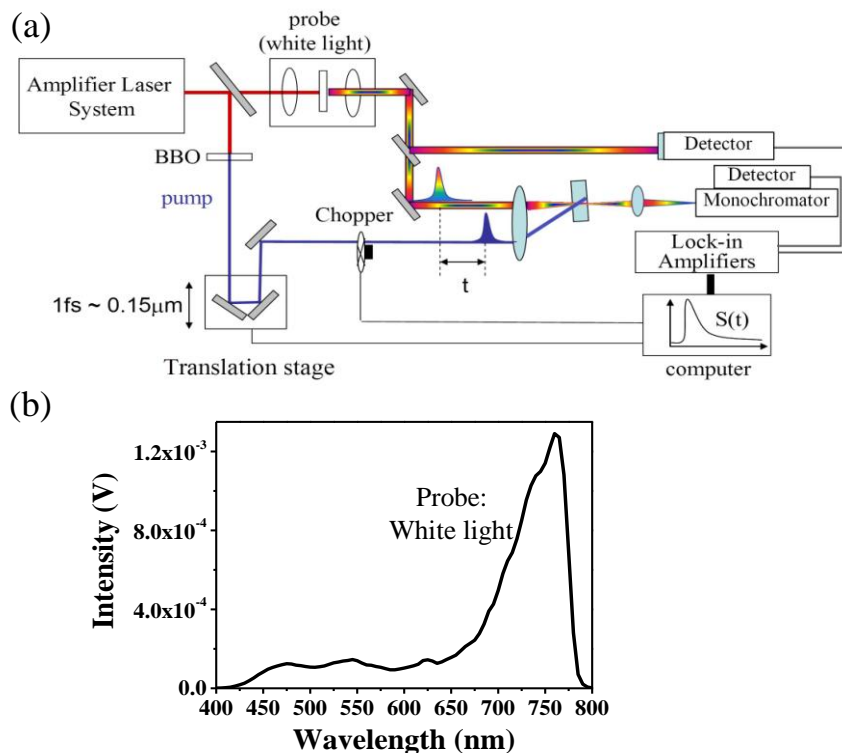 (a)
probe
(white light)
Amplifier Laser
System
BBO
pump
Detector
Detector
Monochromator
Chopper
Lock-in
Amplifiers
t
1fs ~ 0.15μm
S(t)
Translation stage
computer
(b)
1.2x10⁻³
8.0x10⁻⁴
4.0x10⁻⁴
0.0
Intensity (V)
Probe:
White light
400 450 500 550 600 650 700 750 800
Wavelength (nm)